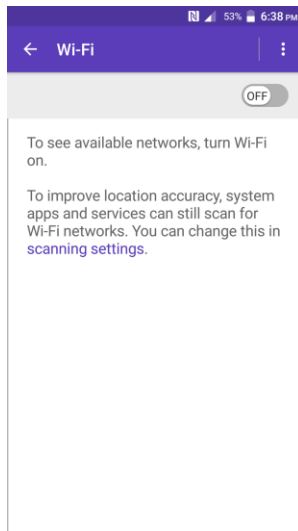 53% 6:38 PM
Wi-Fi
OFF
To see available networks, turn Wi-Fi
on.
To improve location accuracy, system
apps and services can still scan for
Wi-Fi networks. You can change this in
scanning settings.